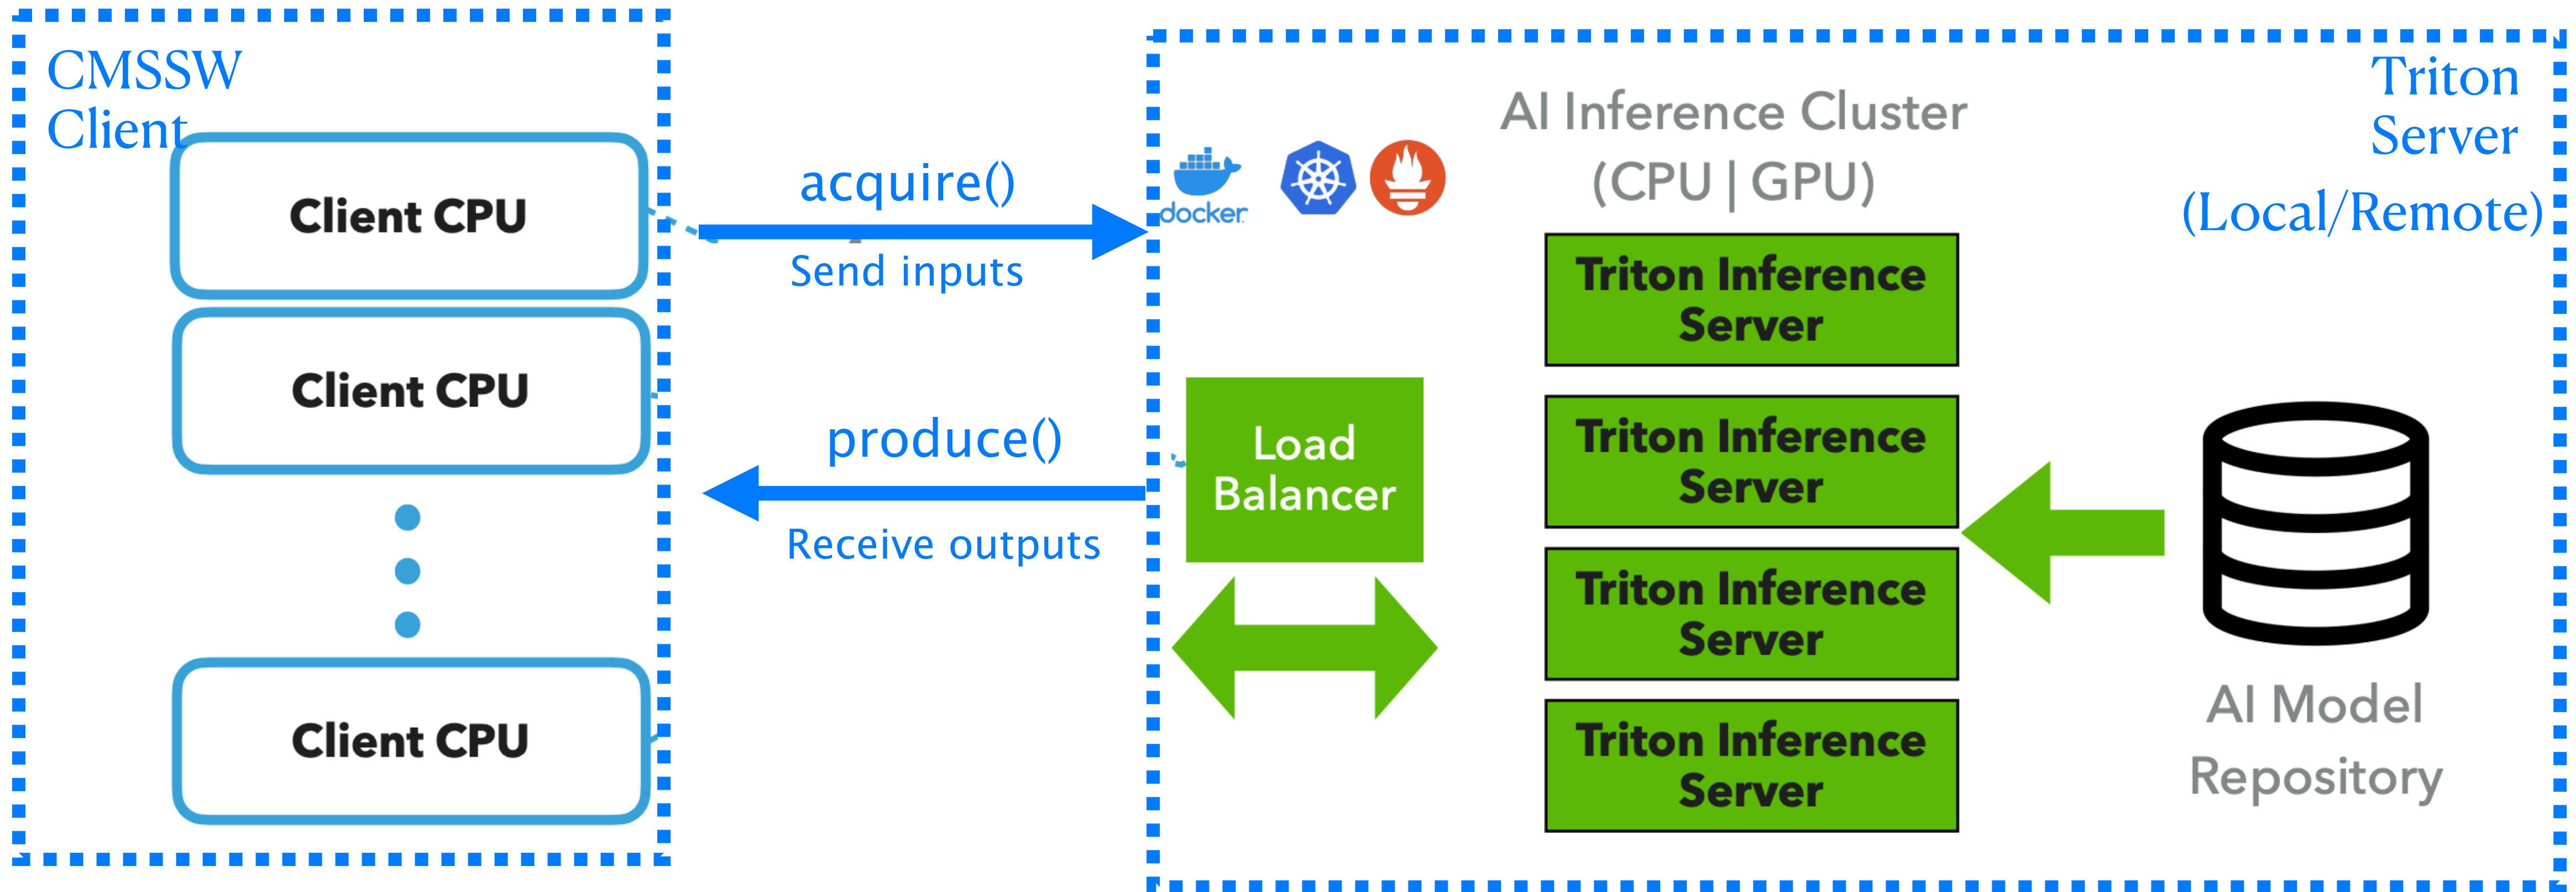 CMSSW
Client
Client CPU
Client CPU
Client CPU
acquire()
Send inputs
produce()
Receive outputs
docker
AI Inference Cluster
(CPU | GPU)
Triton
Server
(Local/Remote)
Load
Balancer
Triton Inference
Server
Triton Inference
Server
Triton Inference
Server
Triton Inference
Server
AI Model
Repository